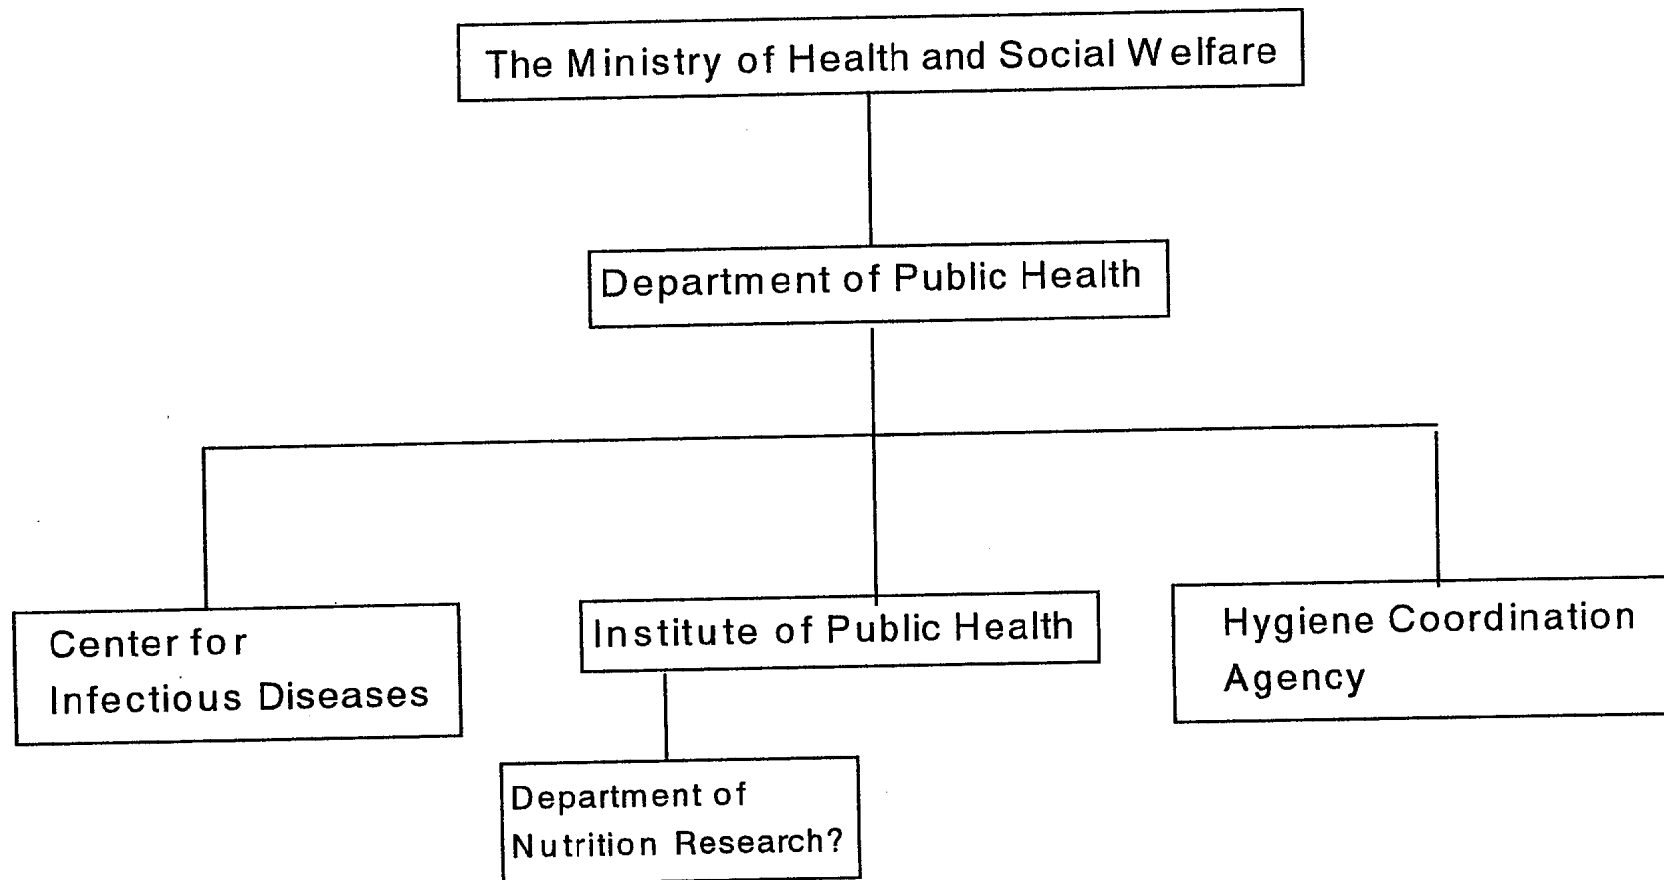 The Ministry of Health and Social Welfare
Department of Public Health
Center for
Infectious Diseases
Institute of Public Health
Hygiene Coordination
Agency
Department of
Nutrition Research?